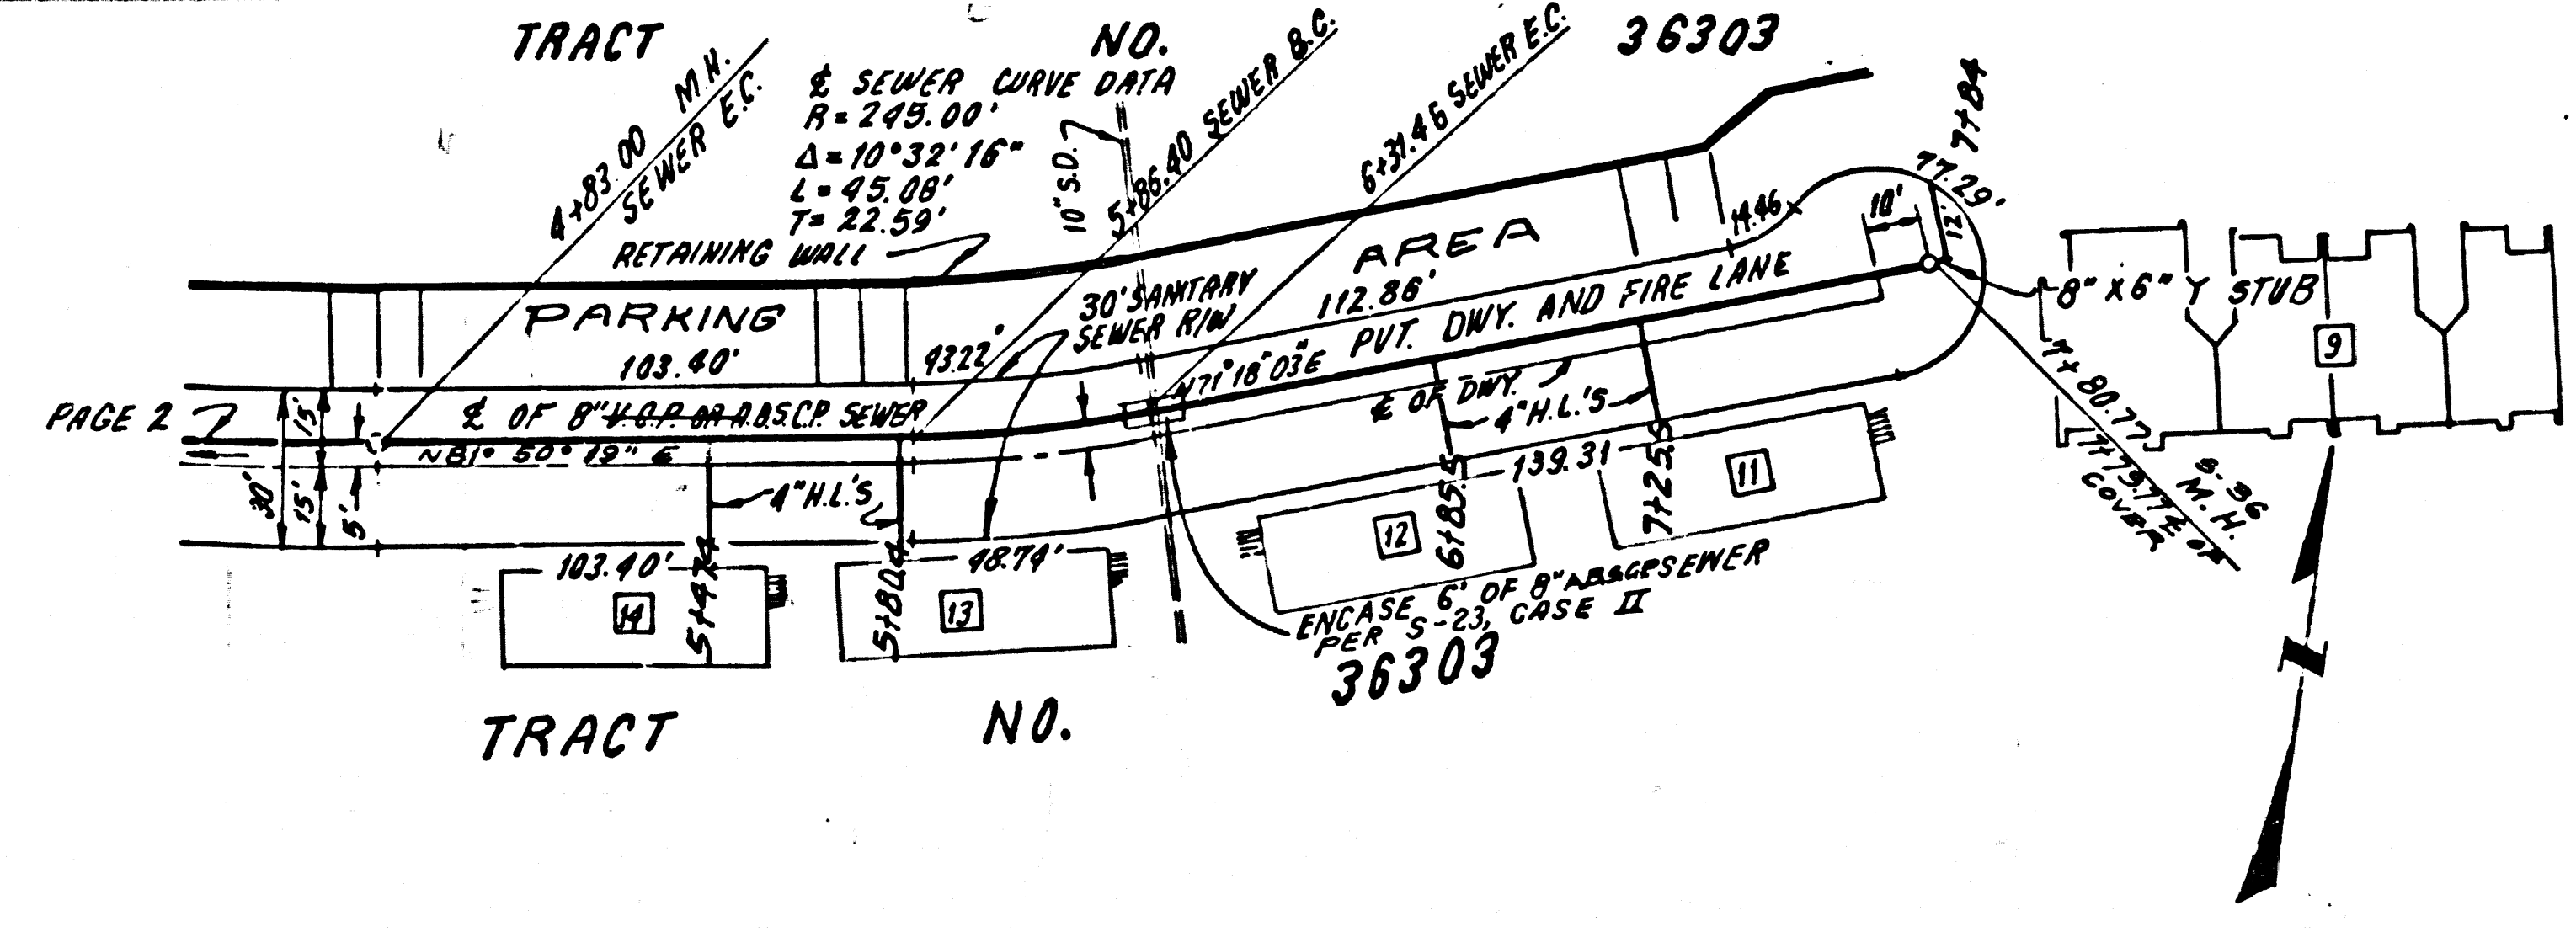 TRACT NO. 36303
4+83.00 M.H.
SEWER E.C.
℄ SEWER CURVE DATA
R = 245.00'
Δ = 10°32'16"
L = 45.08'
T = 22.59'
RETAINING WALL
10" S.D.
5+86.40 SEWER B.C.
6+31.46 SEWER E.C.
7+84
77.29'
14.46
10'
12'
PARKING AREA
103.40'
43.22'
30' SANITARY
SEWER R/W
112.86'
PVT. DWY. AND FIRE LANE
N71°18'03"E
8" X 6" Y STUB
9
PAGE 2
℄ OF 8" V.C.P. OR A.B.S.C.P. SEWER
N81° 50' 19" E
℄ OF DWY.
4" H.L.'S
4" H.L.'S
30'
15'
15'
5'
139.31
7+80.77
7+79.77 ℄ OF
COVER
S-36
M.H.
103.40'
48.74'
14
5+47.4
5+80.4
13
12
6+85.5
7+25.5
11
ENCASE 6' OF 8" A.B.S.C.P. SEWER
PER S-23, CASE II
TRACT NO. 36303